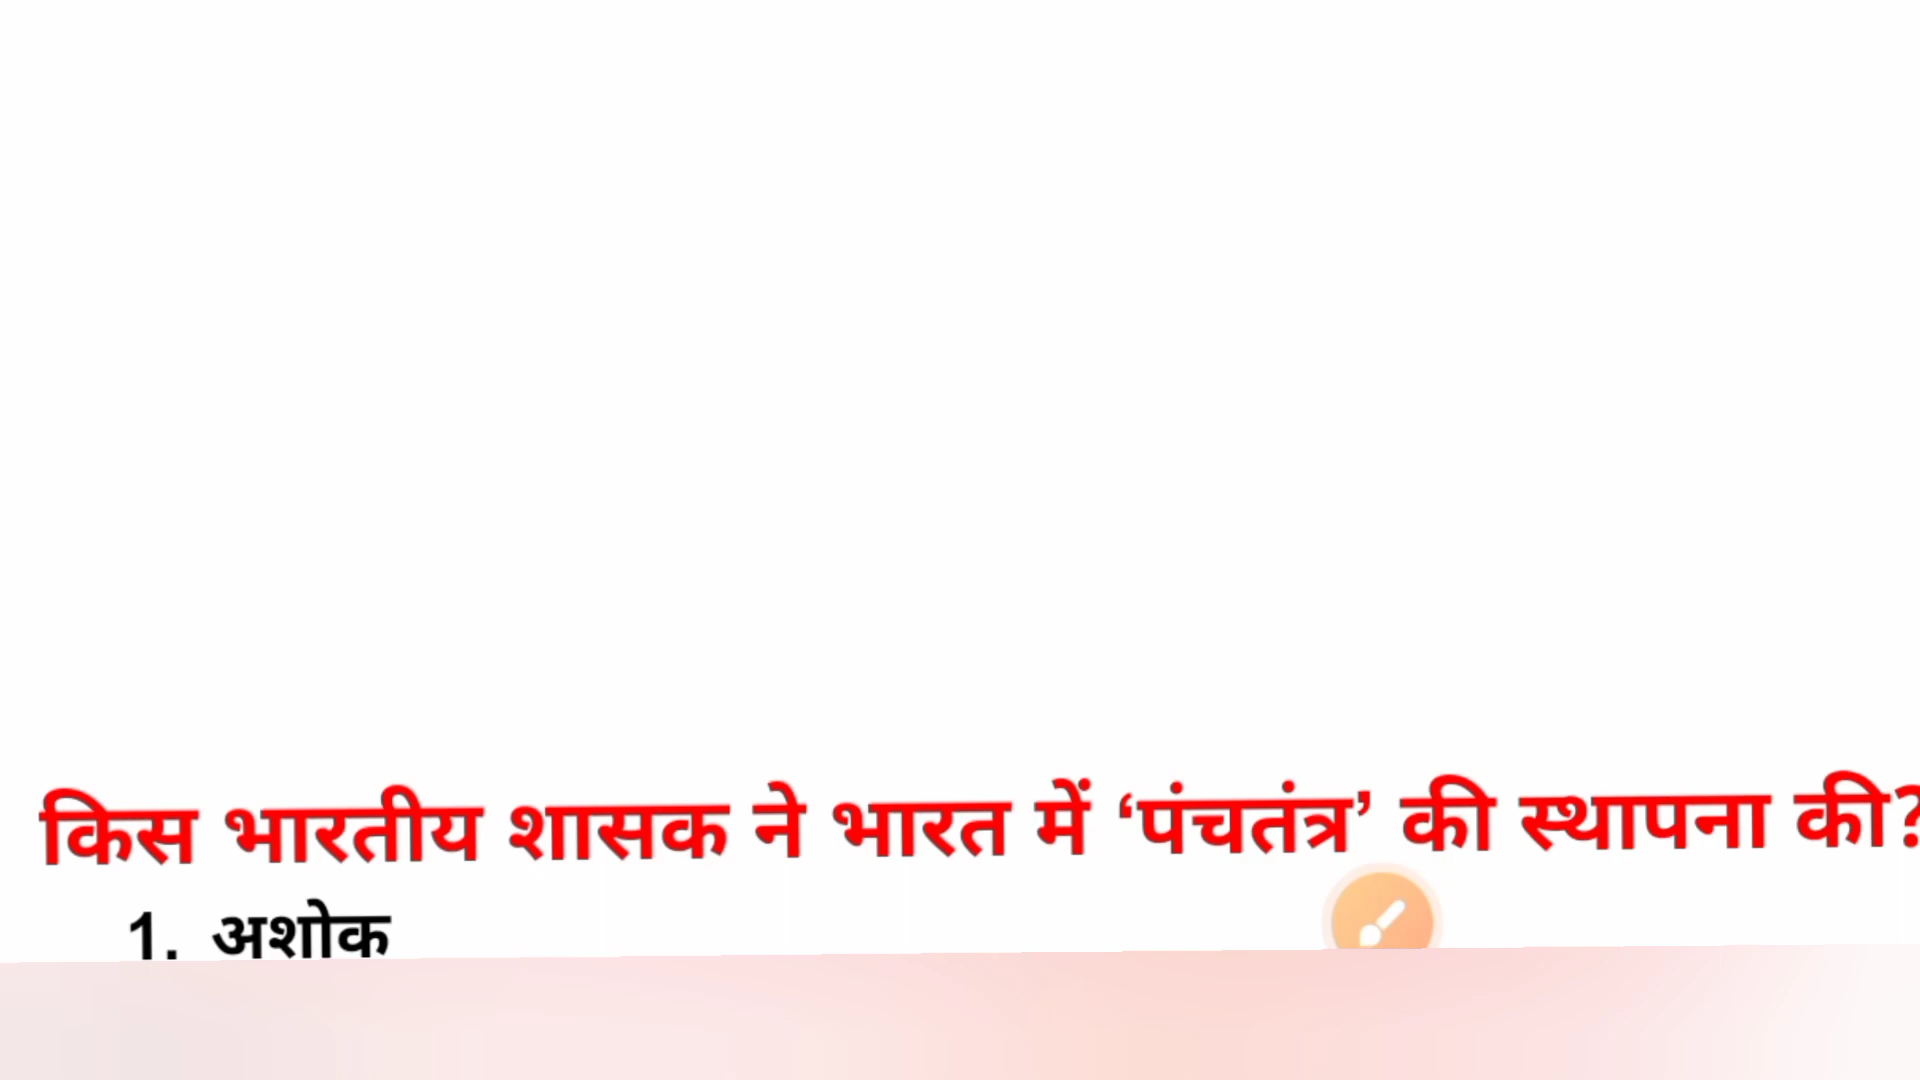 किस भारतीय शासक ने भारत में ‘पंचतंत्र’ की स्थापना की?
1. अशोक